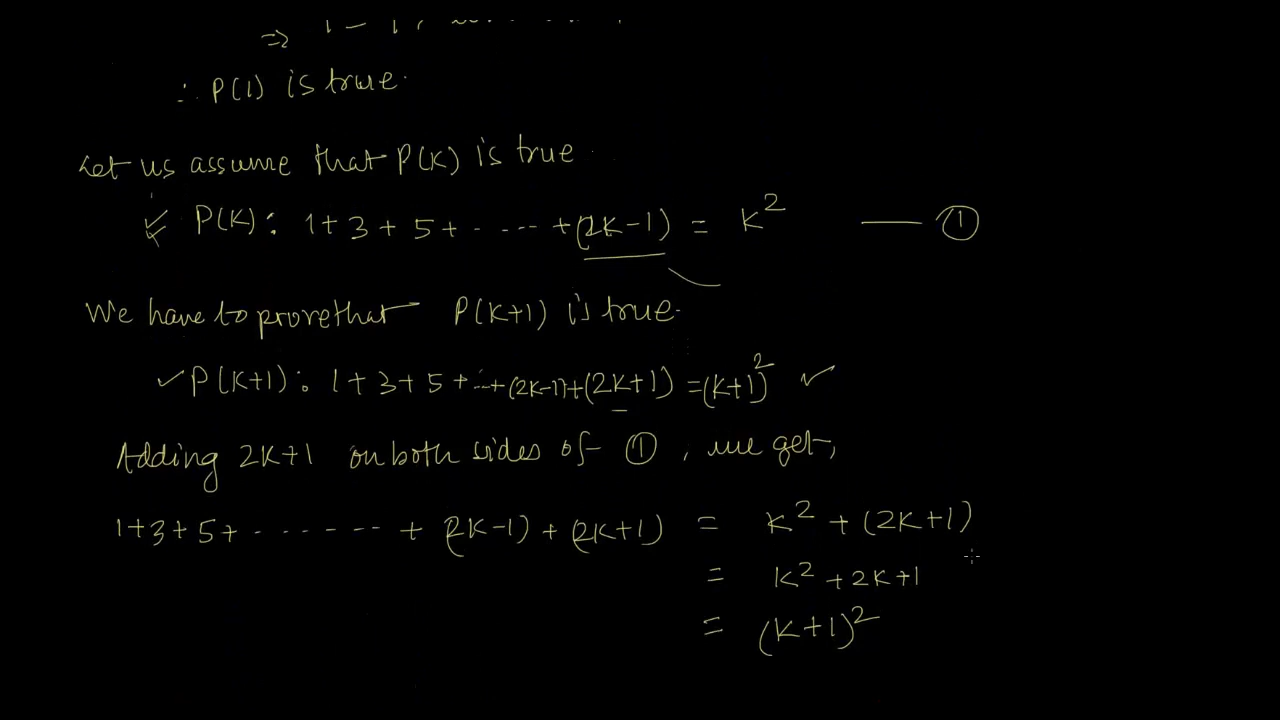 ⇒ 1 = 1,
∴ P(1) is true.
Let us assume that P(K) is true
P(K): 1+3+5+.....+(2K-1) = K² —— ①
We have to prove that P(K+1) is true.
✓P(K+1): 1+3+5+..+(2K-1)+(2K+1) =(K+1)² ✓
Adding 2K+1 on both sides of ①, we get,
1+3+5+........+ (2K-1) + (2K+1) = K² + (2K+1)
= K² + 2K+1
= (K+1)²